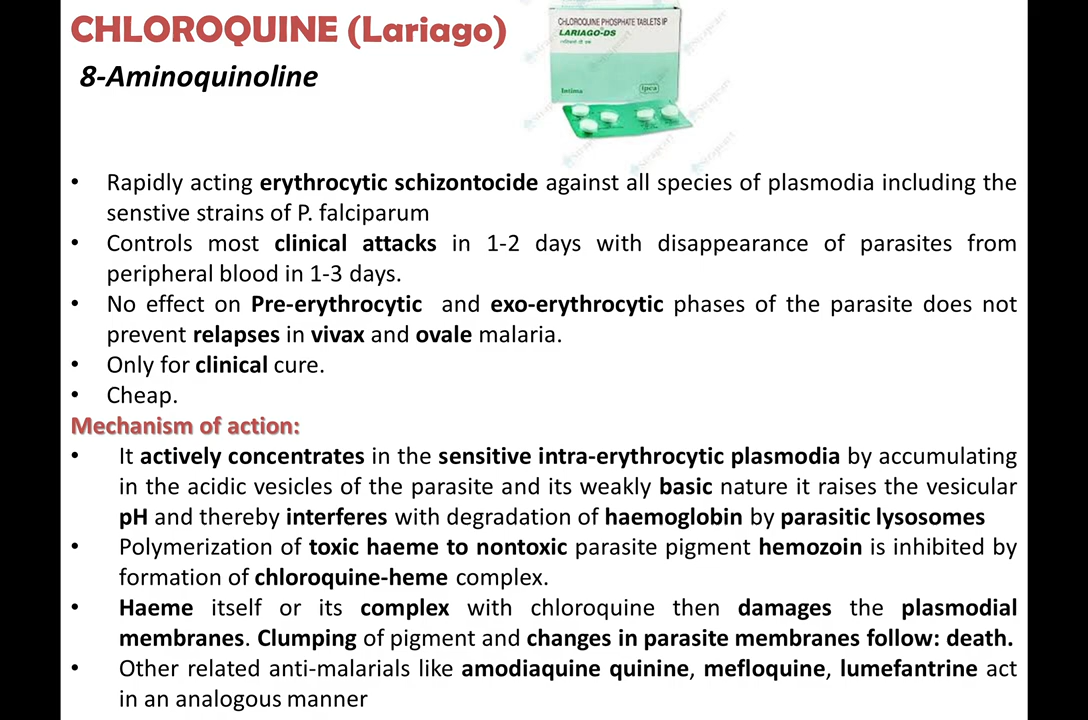 CHLOROQUINE (Lariago)
8-Aminoquinoline
CHLOROQUINE PHOSPHATE TABLETS IP
LARIAGO-DS
Intima
ipca
• Rapidly acting erythrocytic schizontocide against all species of plasmodia including the
senstive strains of P. falciparum
• Controls most clinical attacks in 1-2 days with disappearance of parasites from
peripheral blood in 1-3 days.
• No effect on Pre-erythrocytic and exo-erythrocytic phases of the parasite does not
prevent relapses in vivax and ovale malaria.
• Only for clinical cure.
• Cheap.
Mechanism of action:
• It actively concentrates in the sensitive intra-erythrocytic plasmodia by accumulating
in the acidic vesicles of the parasite and its weakly basic nature it raises the vesicular
pH and thereby interferes with degradation of haemoglobin by parasitic lysosomes
• Polymerization of toxic haeme to nontoxic parasite pigment hemozoin is inhibited by
formation of chloroquine-heme complex.
• Haeme itself or its complex with chloroquine then damages the plasmodial
membranes. Clumping of pigment and changes in parasite membranes follow: death.
• Other related anti-malarials like amodiaquine quinine, mefloquine, lumefantrine act
in an analogous manner